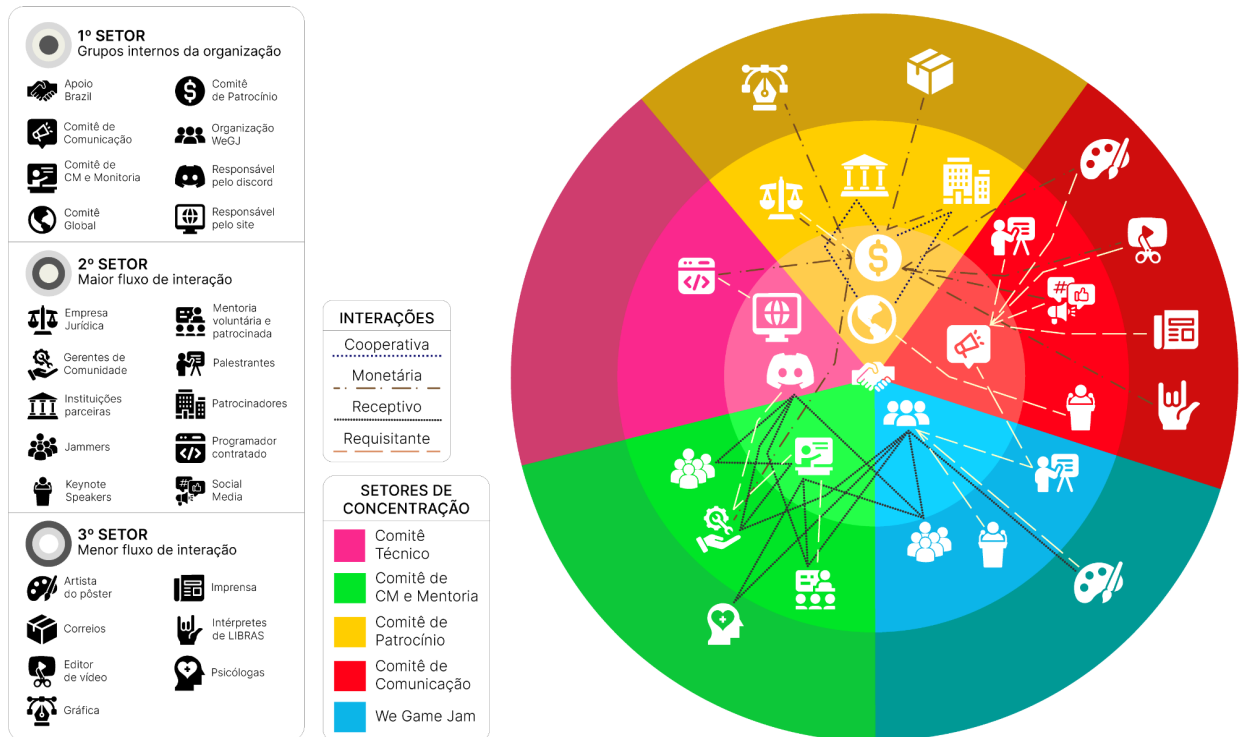 1º SETOR
Grupos internos da organização
Apoio
Brazil
Comitê
de Patrocínio
Comitê de
Comunicação
Organização
WeGJ
Comitê de
CM e Monitoria
Responsável
pelo discord
Comitê
Global
Responsável
pelo site
2º SETOR
Maior fluxo de interação
Empresa
Jurídica
Mentoria
voluntária e
patrocinada
Gerentes de
Comunidade
Palestrantes
Instituições
parceiras
Patrocinadores
Jammers
Programador
contratado
Keynote
Speakers
Social
Media
3º SETOR
Menor fluxo de interação
Artista
do pôster
Imprensa
Correios
Intérpretes
de LIBRAS
Editor
de vídeo
Psicólogas
Gráfica
INTERAÇÕES
Cooperativa
Monetária
Receptivo
Requisitante
SETORES DE
CONCENTRAÇÃO
Comitê
Técnico
Comitê de
CM e Mentoria
Comitê de
Patrocínio
Comitê de
Comunicação
We Game Jam